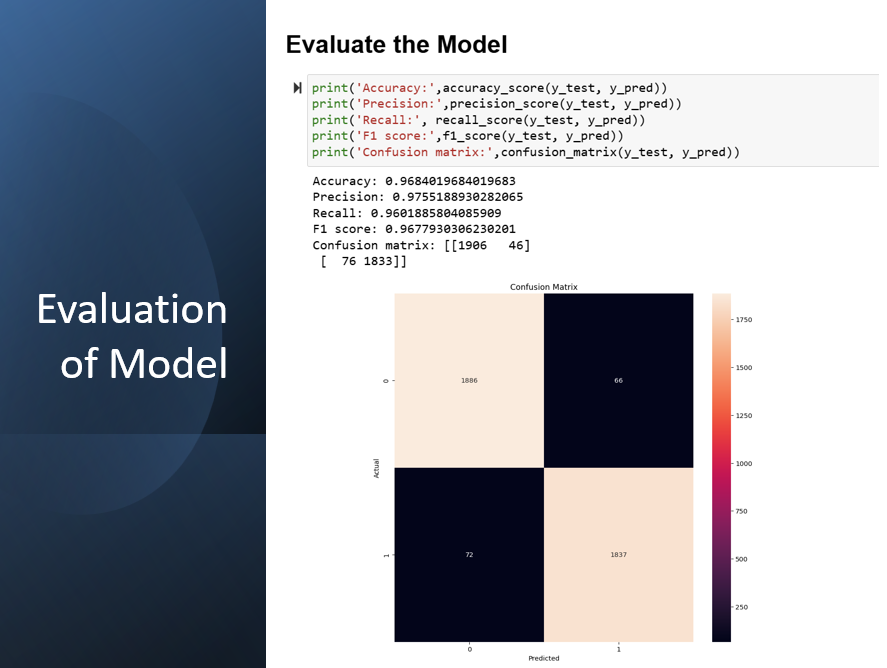 Evaluation
of Model
Evaluate the Model
print('Accuracy:',accuracy_score(y_test, y_pred))
print('Precision:',precision_score(y_test, y_pred))
print('Recall:', recall_score(y_test, y_pred))
print('F1 score:',f1_score(y_test, y_pred))
print('Confusion matrix:',confusion_matrix(y_test, y_pred))
Accuracy: 0.9684019684019683
Precision: 0.9755188930282065
Recall: 0.9601885804085909
F1 score: 0.9677930306230201
Confusion matrix: [[1906   46]
 [  76 1833]]
Confusion Matrix
0
1886
66
Actual
1
72
1837
0
1
Predicted
1750
1500
1250
1000
750
500
250